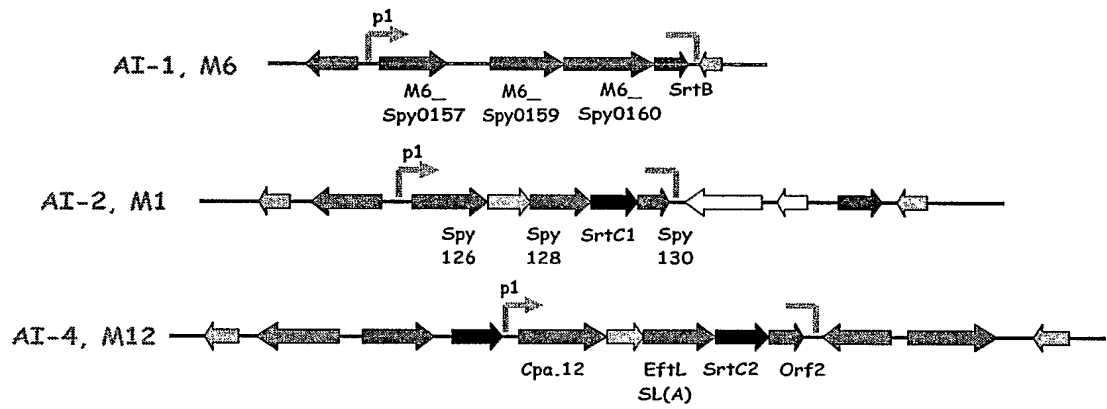 p1
AI-1, M6
M6_ M6_ M6_ SrtB
Spy0157 Spy0159 Spy0160
p1
AI-2, M1
Spy Spy SrtC1 Spy
126 128 130
p1
AI-4, M12
Cpa.12 EftL SrtC2 Orf2
SL(A)